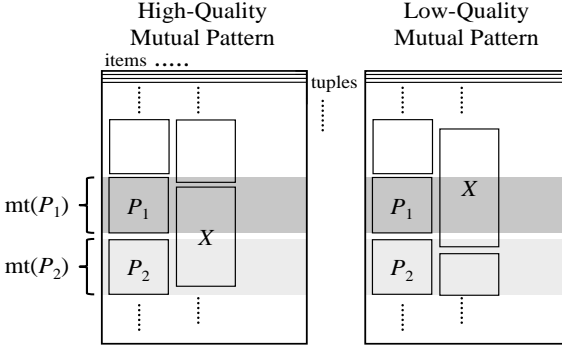 High-Quality
Mutual Pattern
Low-Quality
Mutual Pattern
items .....
tuples
mt(P₁)
P₁
X
mt(P₂)
P₂
X
P₁
P₂